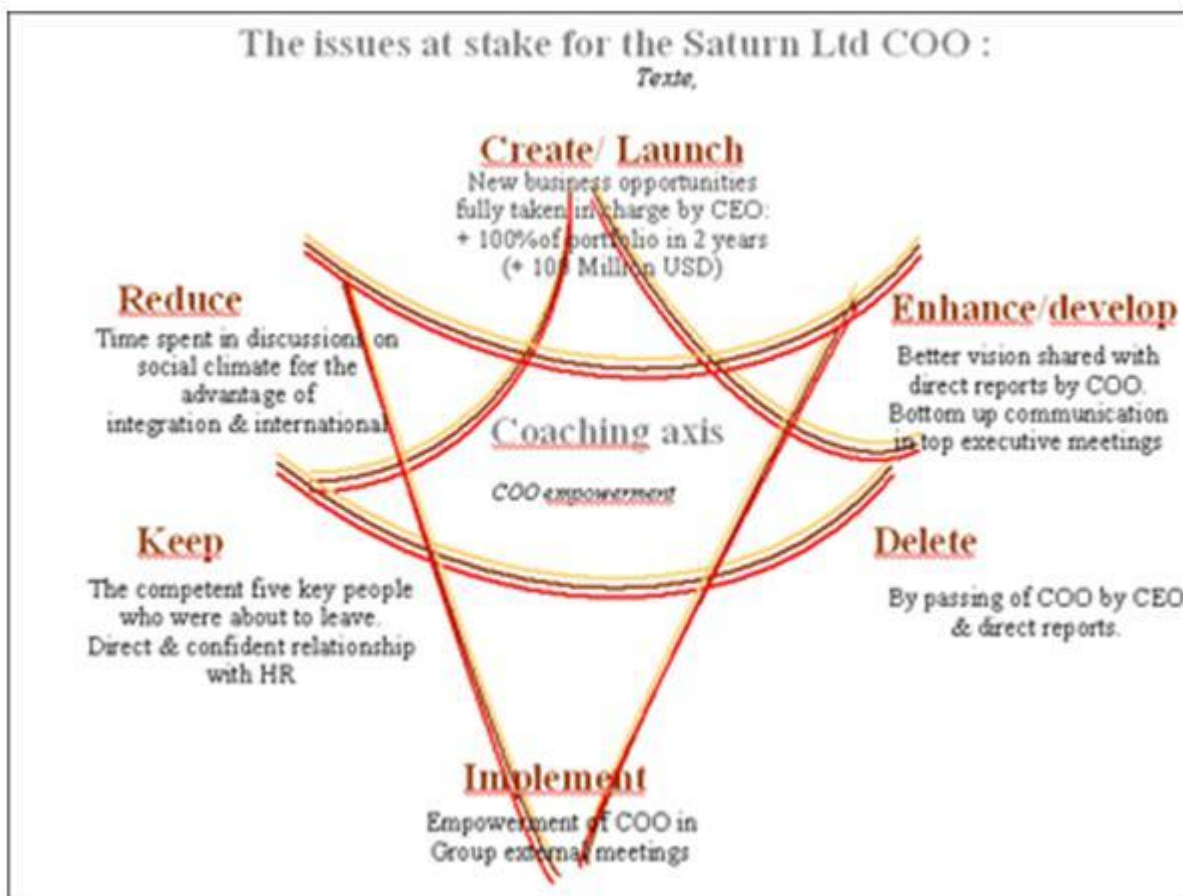 The issues at stake for the Saturn Ltd COO :
Texte,
Create/ Launch
New business opportunities
fully taken in charge by CEO:
+ 100%of portfolio in 2 years
(+ Million USD)
Reduce
Time spent in discussions on
social climate for the
advantage of
integration & international
Enhance/develop
Better vision shared with
direct reports by COO.
Bottom up communication
in top executive meetings
Coaching axis
COO empowerment
Keep
The competent five key people
who were about to leave.
Direct & confident relationship
with HR
Delete
By passing of COO by CEO
& direct reports.
Implement
Empowerment of COO in
Group external meetings